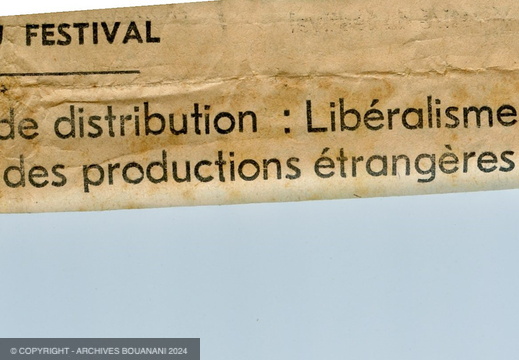 FESTIVAL
de distribution : Libéralisme
des productions étrangères
© COPYRIGHT - ARCHIVES BOUANANI 2024